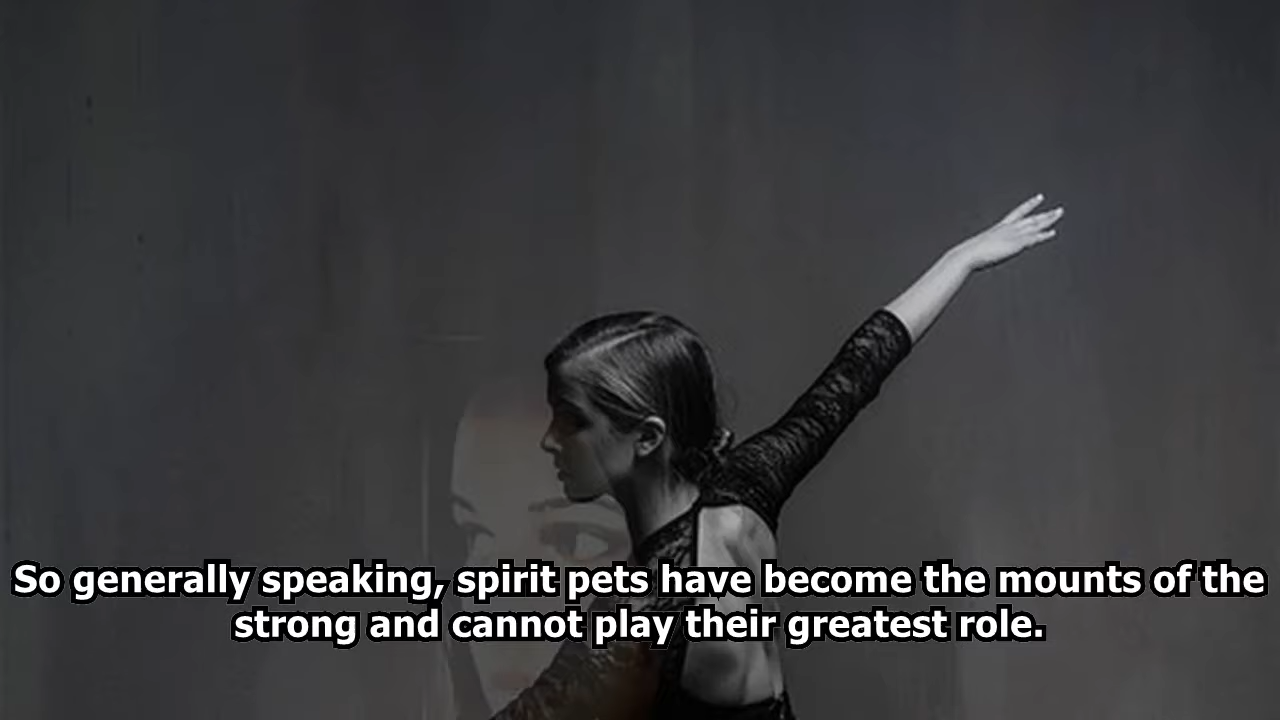 So generally speaking, spirit pets have become the mounts of the
strong and cannot play their greatest role.